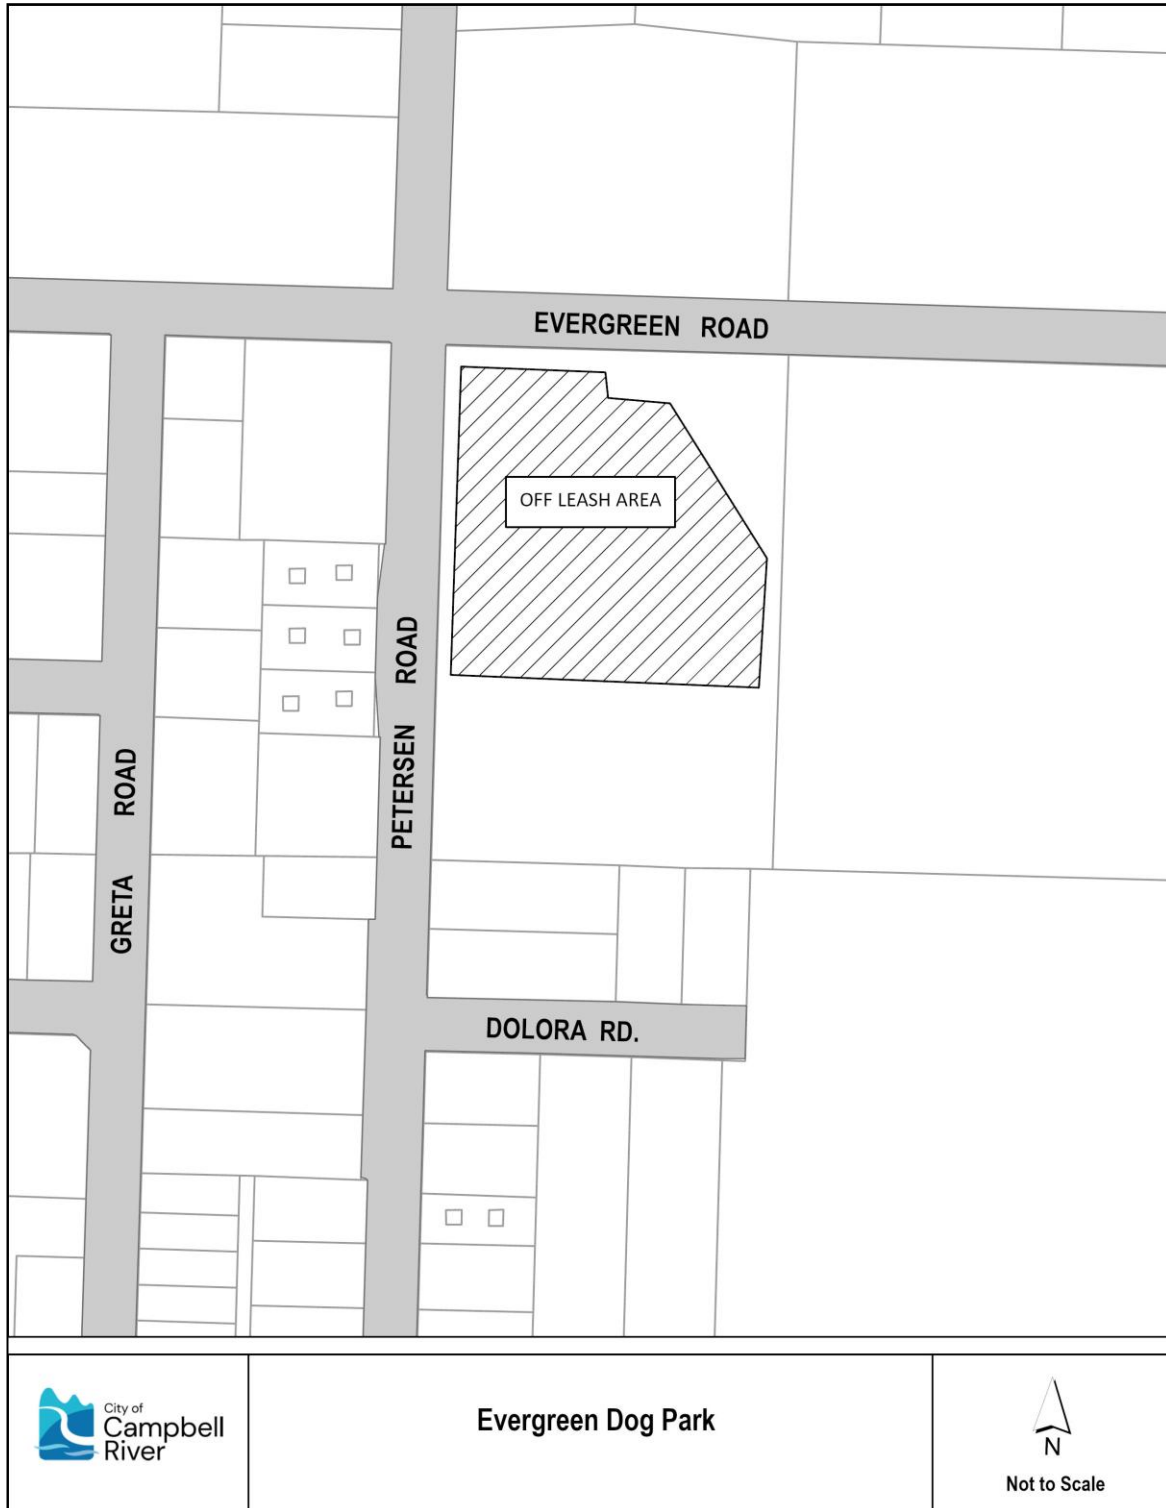 EVERGREEN ROAD
OFF LEASH AREA
PETERSEN ROAD
GRETA ROAD
DOLORA RD.
City of
Campbell
River
Evergreen Dog Park
N
Not to Scale